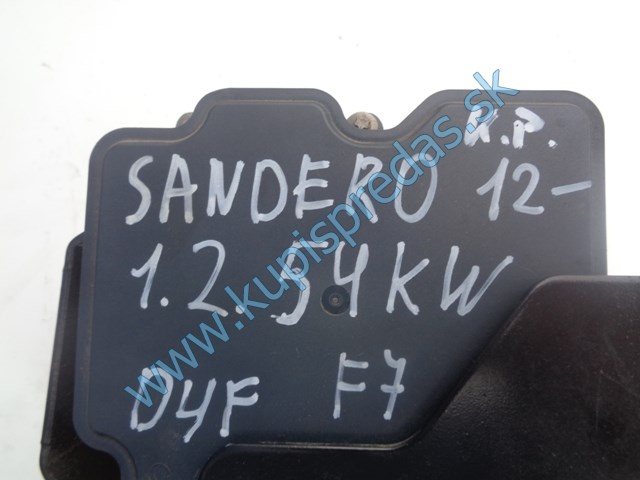 R.P.
SANDERO 12-
1.2. 54KW
D4F F7
www.kupispredas.sk